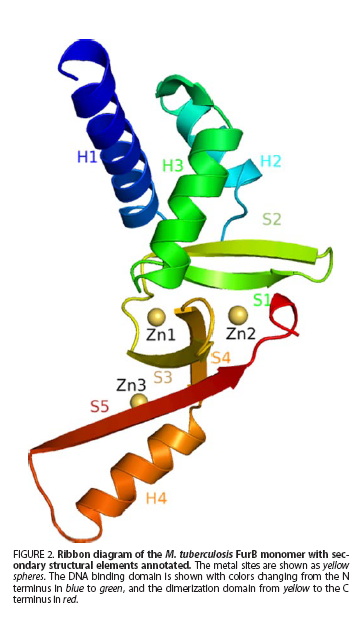 H1
H3
H2
S2
S1
Zn1
Zn2
S4
S3
Zn3
S5
H4
FIGURE 2. Ribbon diagram of the M. tuberculosis FurB monomer with sec-
ondary structural elements annotated. The metal sites are shown as yellow
spheres. The DNA binding domain is shown with colors changing from the N
terminus in blue to green, and the dimerization domain from yellow to the C
terminus in red.